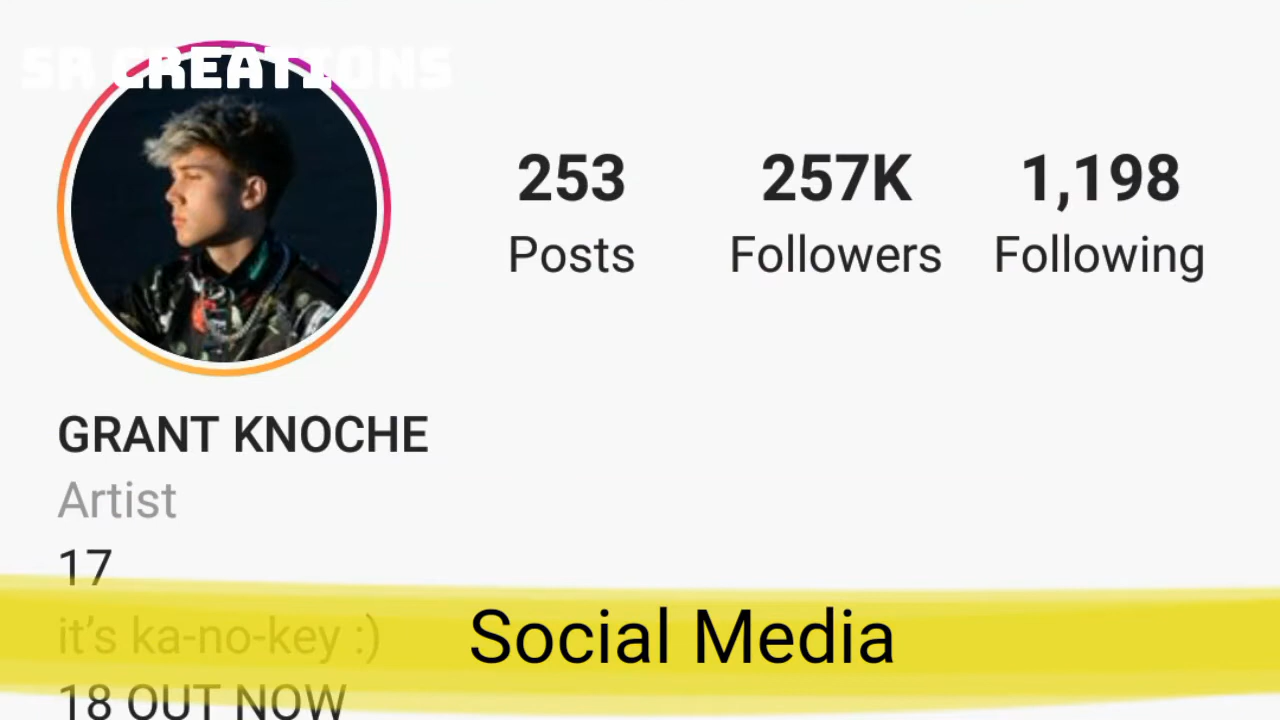 SR CREATIONS
253 257K 1,198
Posts Followers Following
GRANT KNOCHE
Artist
17
it's ka-no-key :)
Social Media
18 OUT NOW